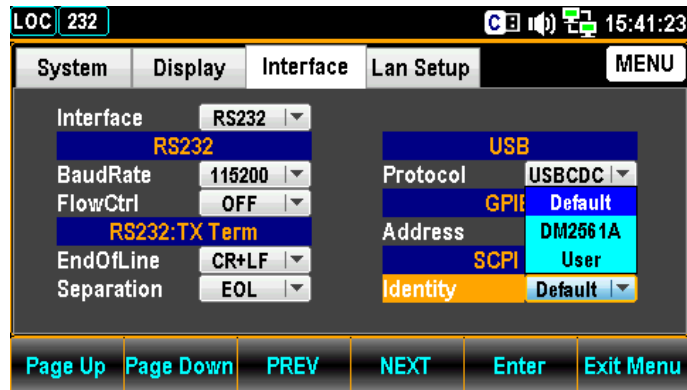 LOC 232 C 15:41:23
System Display Interface Lan Setup MENU
Interface RS232
RS232 USB
BaudRate 115200 Protocol USBCDC
FlowCtrl OFF Default
RS232:TX Term Address DM2561A
EndOfLine CR+LF SCPI User
Separation EOL Identity Default
Page Up Page Down PREV NEXT Enter Exit Menu